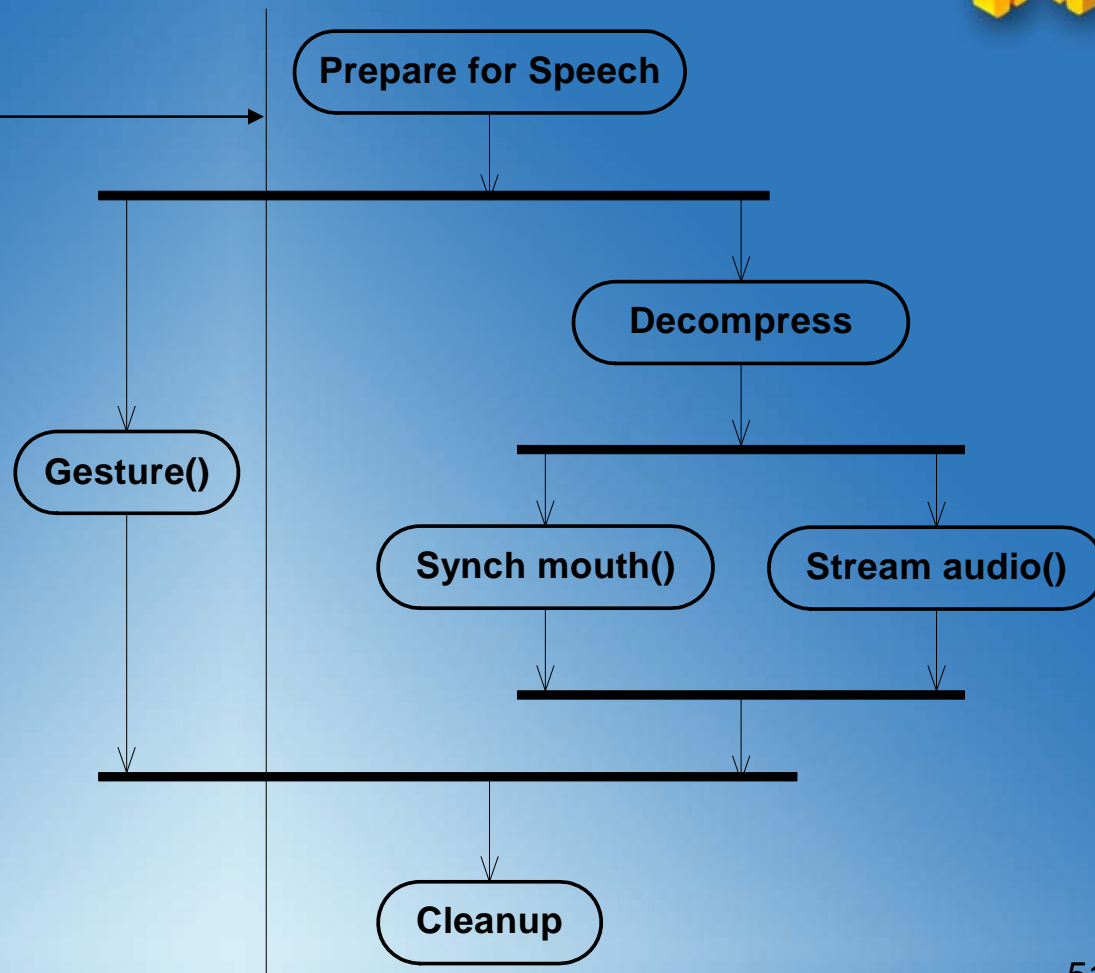 Prepare for Speech
Decompress
Gesture()
Synch mouth()
Stream audio()
Cleanup